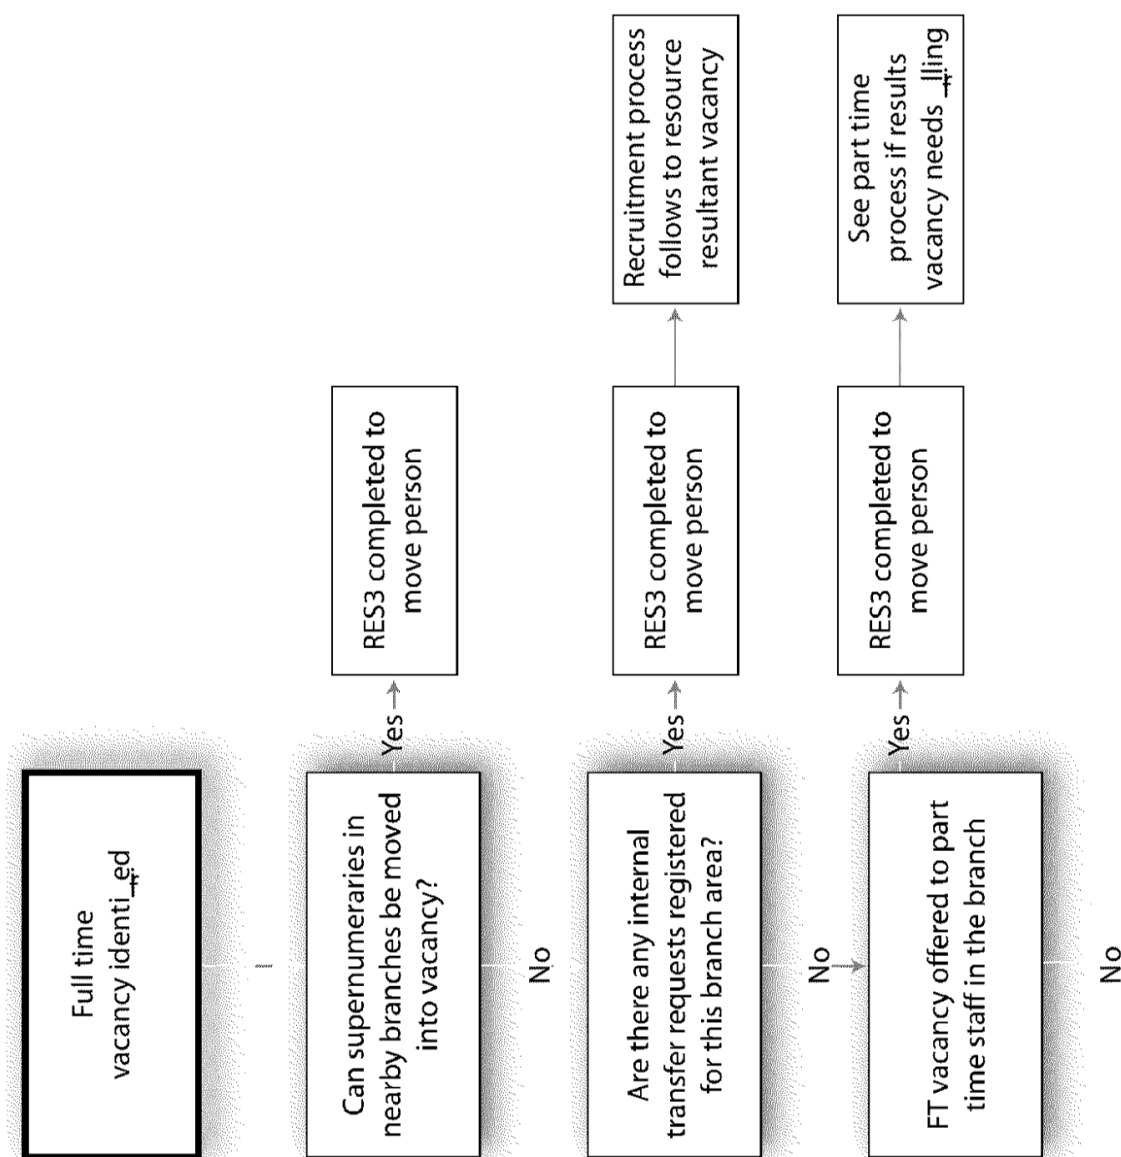 Full time
vacancy identified
Can supernumeraries in
nearby branches be moved
into vacancy?
Yes
RES3 completed to
move person
No
Are there any internal
transfer requests registered
for this branch area?
Yes
RES3 completed to
move person
Recruitment process
follows to resource
resultant vacancy
No
FT vacancy offered to part
time staff in the branch
Yes
RES3 completed to
move person
See part time
process if results
vacancy needs filling
No